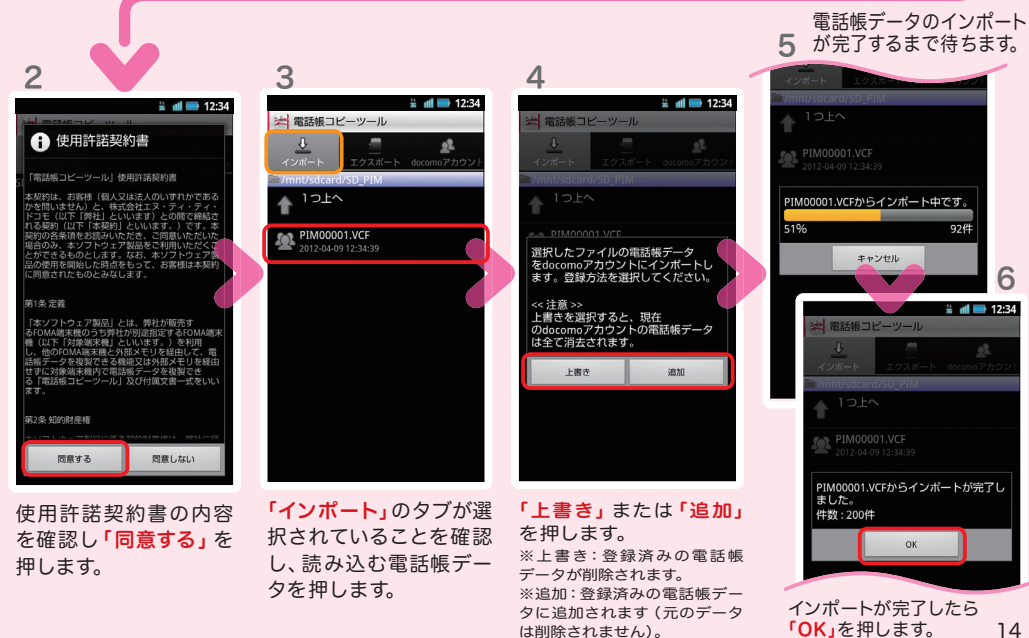 2
12:34
使用許諾契約書
「電話帳コピーツール」使用許諾契約書
本契約は、お客様（個人又は法人のいずれかである
かを問いません）と、株式会社エヌ・ティ・ティ・
ドコモ（以下「弊社」といいます）との間で締結さ
れる契約（以下「本契約」といいます。）です。本
契約の各条項をお読みいただき、ご同意いただいた
場合のみ、本ソフトウェア製品をご利用いただくこ
とができるものとします。なお、本ソフトウェア製
品の使用を開始した時点をもって、お客様は本契約
に同意されたものとみなします。
第1条 定義
「本ソフトウェア製品」とは、弊社が販売す
るFOMA端末機のうち弊社が別途指定するFOMA端末
機（以下「対象端末機」といいます。）を利用
し、他のFOMA端末機と外部メモリを経由して、電
話帳データを複製できる機能又は外部メモリを経由
せずに対象端末機内で電話帳データを複製でき
る「電話帳コピーツール」及び付属文書一式をいい
ます。
第2条 知的財産権
同意する 同意しない
使用許諾契約書の内容
を確認し「同意する」を
押します。
3
12:34
電話帳コピーツール
インポート エクスポート docomoアカウント
/mnt/sdcard/SD_PIM
1つ上へ
PIM00001.VCF
2012-04-09 12:34:39
「インポート」のタブが選
択されていることを確認
し、読み込む電話帳デー
タを押します。
4
12:34
電話帳コピーツール
インポート エクスポート docomoアカウント
/mnt/sdcard/SD_PIM
1つ上へ
PIM00001.VCF
選択したファイルの電話帳データ
をdocomoアカウントにインポートし
ます。登録方法を選択してください。
<< 注意 >>
上書きを選択すると、現在
のdocomoアカウントの電話帳データ
は全て消去されます。
上書き 追加
「上書き」または「追加」
を押します。
※上書き：登録済みの電話帳
データが削除されます。
※追加：登録済みの電話帳デー
タに追加されます（元のデータ
は削除されません）。
5
電話帳データのインポート
が完了するまで待ちます。
インポート エクスポート docomoアカウント
/mnt/sdcard/SD_PIM
1つ上へ
PIM00001.VCF
2012-04-09 12:34:39
PIM00001.VCFからインポート中です。
51% 92件
キャンセル
6
12:34
電話帳コピーツール
インポート エクスポート docomoアカウント
/mnt/sdcard/SD_PIM
1つ上へ
PIM00001.VCF
2012-04-09 12:34:39
PIM00001.VCFからインポートが完了し
ました。
件数 : 200件
OK
インポートが完了したら
「OK」を押します。
14